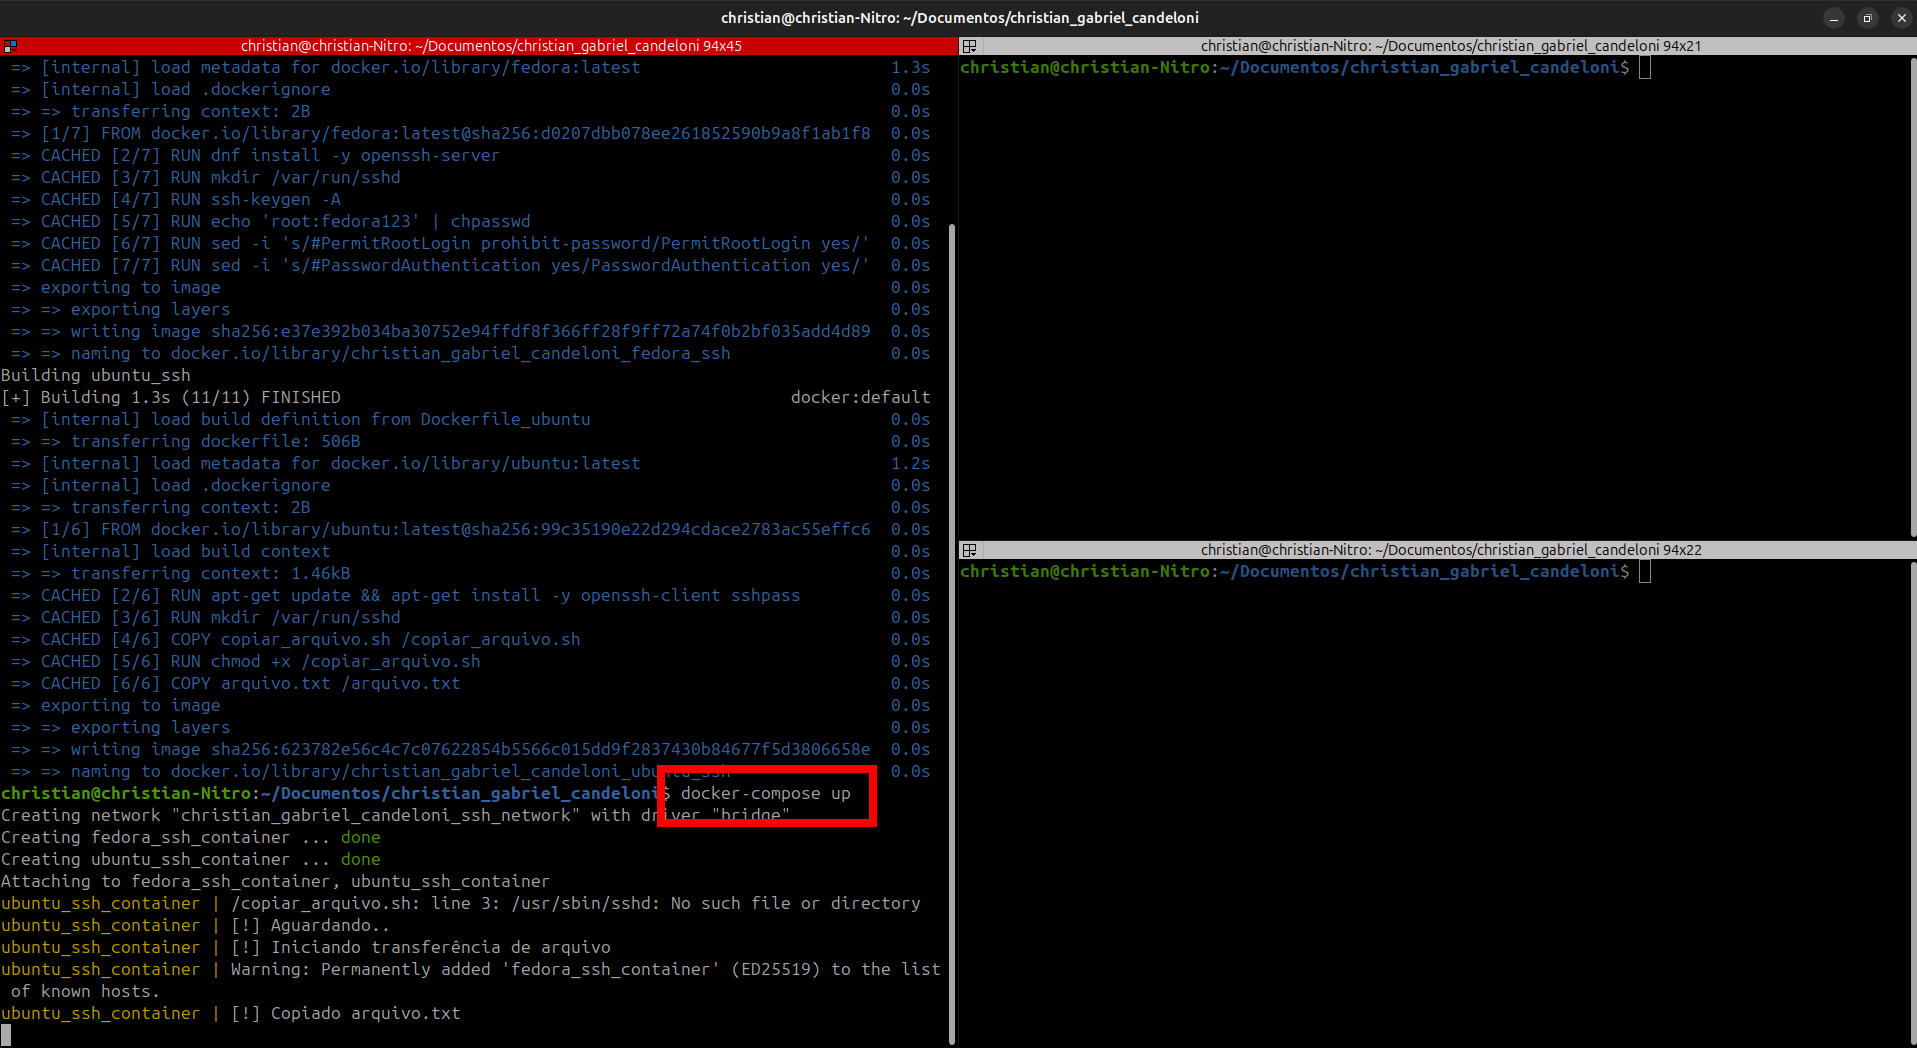 christian@christian-Nitro: ~/Documentos/christian_gabriel_candeloni
christian@christian-Nitro: ~/Documentos/christian_gabriel_candeloni 94x45
=> [internal] load metadata for docker.io/library/fedora:latest 1.3s
=> [internal] load .dockerignore 0.0s
=> => transferring context: 2B 0.0s
=> [1/7] FROM docker.io/library/fedora:latest@sha256:d0207dbb078ee261852590b9a8f1ab1f8 0.0s
=> CACHED [2/7] RUN dnf install -y openssh-server 0.0s
=> CACHED [3/7] RUN mkdir /var/run/sshd 0.0s
=> CACHED [4/7] RUN ssh-keygen -A 0.0s
=> CACHED [5/7] RUN echo 'root:fedora123' | chpasswd 0.0s
=> CACHED [6/7] RUN sed -i 's/#PermitRootLogin prohibit-password/PermitRootLogin yes/' 0.0s
=> CACHED [7/7] RUN sed -i 's/#PasswordAuthentication yes/PasswordAuthentication yes/' 0.0s
=> exporting to image 0.0s
=> => exporting layers 0.0s
=> => writing image sha256:e37e392b034ba30752e94ffdf8f366ff28f9ff72a74f0b2bf035add4d89 0.0s
=> => naming to docker.io/library/christian_gabriel_candeloni_fedora_ssh 0.0s
Building ubuntu_ssh
[+] Building 1.3s (11/11) FINISHED docker:default
=> [internal] load build definition from Dockerfile_ubuntu 0.0s
=> => transferring dockerfile: 506B 0.0s
=> [internal] load metadata for docker.io/library/ubuntu:latest 1.2s
=> [internal] load .dockerignore 0.0s
=> => transferring context: 2B 0.0s
=> [1/6] FROM docker.io/library/ubuntu:latest@sha256:99c35190e22d294cdace2783ac55effc6 0.0s
=> [internal] load build context 0.0s
=> => transferring context: 1.46kB 0.0s
=> CACHED [2/6] RUN apt-get update && apt-get install -y openssh-client sshpass 0.0s
=> CACHED [3/6] RUN mkdir /var/run/sshd 0.0s
=> CACHED [4/6] COPY copiar_arquivo.sh /copiar_arquivo.sh 0.0s
=> CACHED [5/6] RUN chmod +x /copiar_arquivo.sh 0.0s
=> CACHED [6/6] COPY arquivo.txt /arquivo.txt 0.0s
=> exporting to image 0.0s
=> => exporting layers 0.0s
=> => writing image sha256:623782e56c4c7c07622854b5566c015dd9f2837430b84677f5d3806658e 0.0s
=> => naming to docker.io/library/christian_gabriel_candeloni_ubuntu_ssh 0.0s
christian@christian-Nitro:~/Documentos/christian_gabriel_candeloni$ docker-compose up
Creating network "christian_gabriel_candeloni_ssh_network" with driver "bridge"
Creating fedora_ssh_container ... done
Creating ubuntu_ssh_container ... done
Attaching to fedora_ssh_container, ubuntu_ssh_container
ubuntu_ssh_container | /copiar_arquivo.sh: line 3: /usr/sbin/sshd: No such file or directory
ubuntu_ssh_container | [!] Aguardando..
ubuntu_ssh_container | [!] Iniciando transferência de arquivo
ubuntu_ssh_container | Warning: Permanently added 'fedora_ssh_container' (ED25519) to the list
of known hosts.
ubuntu_ssh_container | [!] Copiado arquivo.txt
christian@christian-Nitro: ~/Documentos/christian_gabriel_candeloni 94x21
christian@christian-Nitro:~/Documentos/christian_gabriel_candeloni$
christian@christian-Nitro: ~/Documentos/christian_gabriel_candeloni 94x22
christian@christian-Nitro:~/Documentos/christian_gabriel_candeloni$